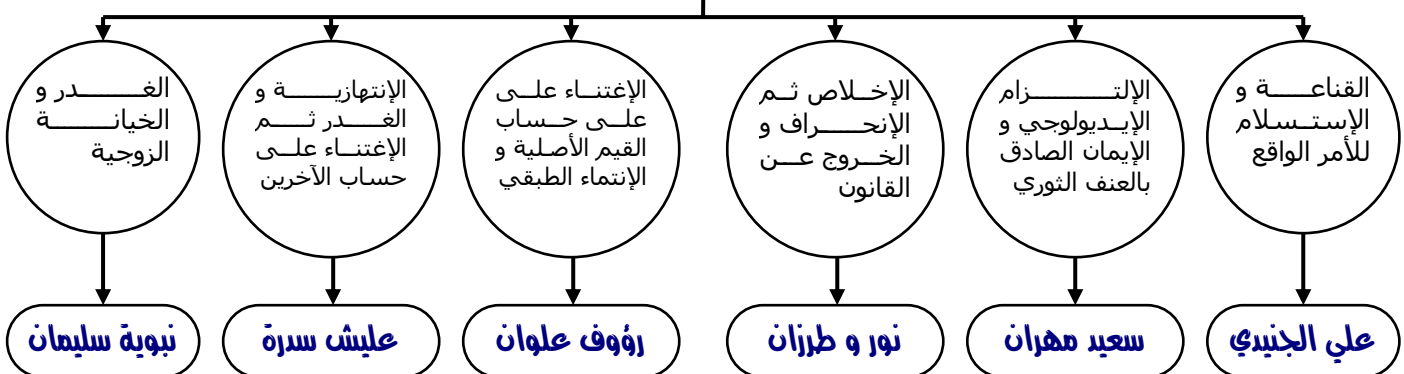 القناعة و
الإستسلام
للأمر الواقع
الإلتزام
الإيديولوجي و
الإيمان الصادق
بالعنف الثوري
الإخلاص ثم
الإنحراف و
الخروج عن
القانون
الإغتناء على
على حساب
القيم الأصلية و
الإنتماء الطبقي
الإنتهازية و
الغدر ثم
الإغتناء على
حساب الآخرين
الغدر و
الخيانة
الزوجية
علي الجنيدي
سعيد مهران
نور و طرزان
رؤوف علوان
عليش سدرة
نبوية سليمان